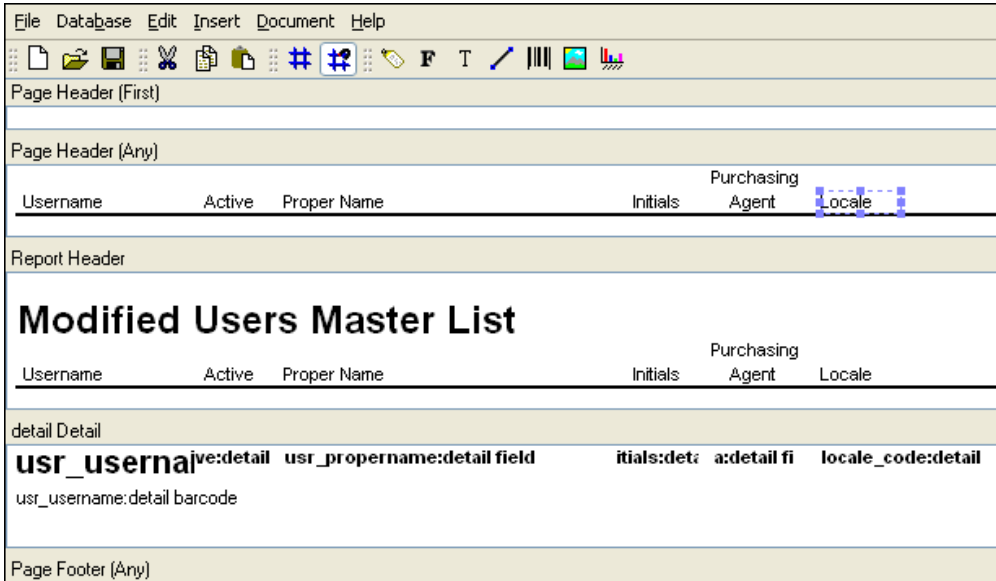 File Database Edit Insert Document Help
F T
Page Header (First)
Page Header (Any)
Purchasing
Username Active Proper Name Initials Agent Locale
Report Header
Modified Users Master List
Purchasing
Username Active Proper Name Initials Agent Locale
detail Detail
usr_usernai ve:detail usr_propername:detail field itials:deta a:detail fi locale_code:detail
usr_username:detail barcode
Page Footer (Any)